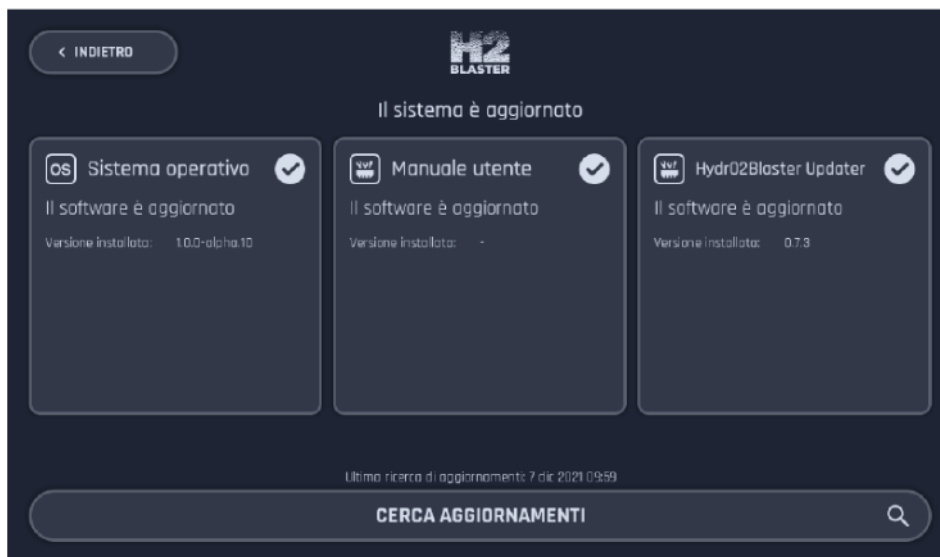 < INDIETRO
H2
BLASTER
Il sistema è aggiornato
OS Sistema operativo
Il software è aggiornato
Versione installata: 1.0.0-alpha.10
Manuale utente
Il software è aggiornato
Versione installata: -
HydrO2Blaster Updater
Il software è aggiornato
Versione installata: 0.7.3
Ultima ricerca di aggiornamenti: 7 dic 2021 09:59
CERCA AGGIORNAMENTI